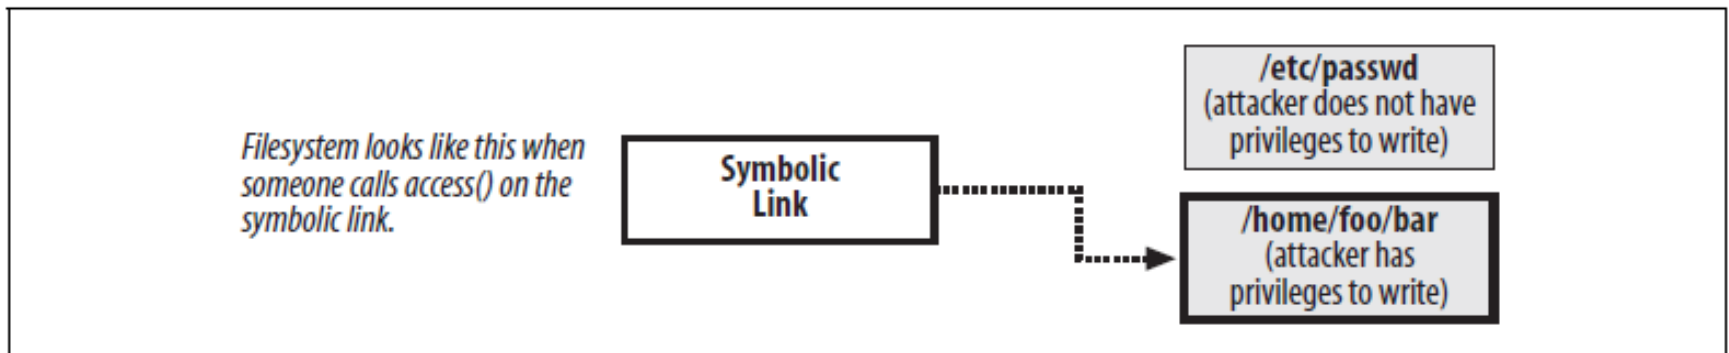 Filesystem looks like this when
someone calls access() on the
symbolic link.
Symbolic
Link
/etc/passwd
(attacker does not have
privileges to write)
/home/foo/bar
(attacker has
privileges to write)